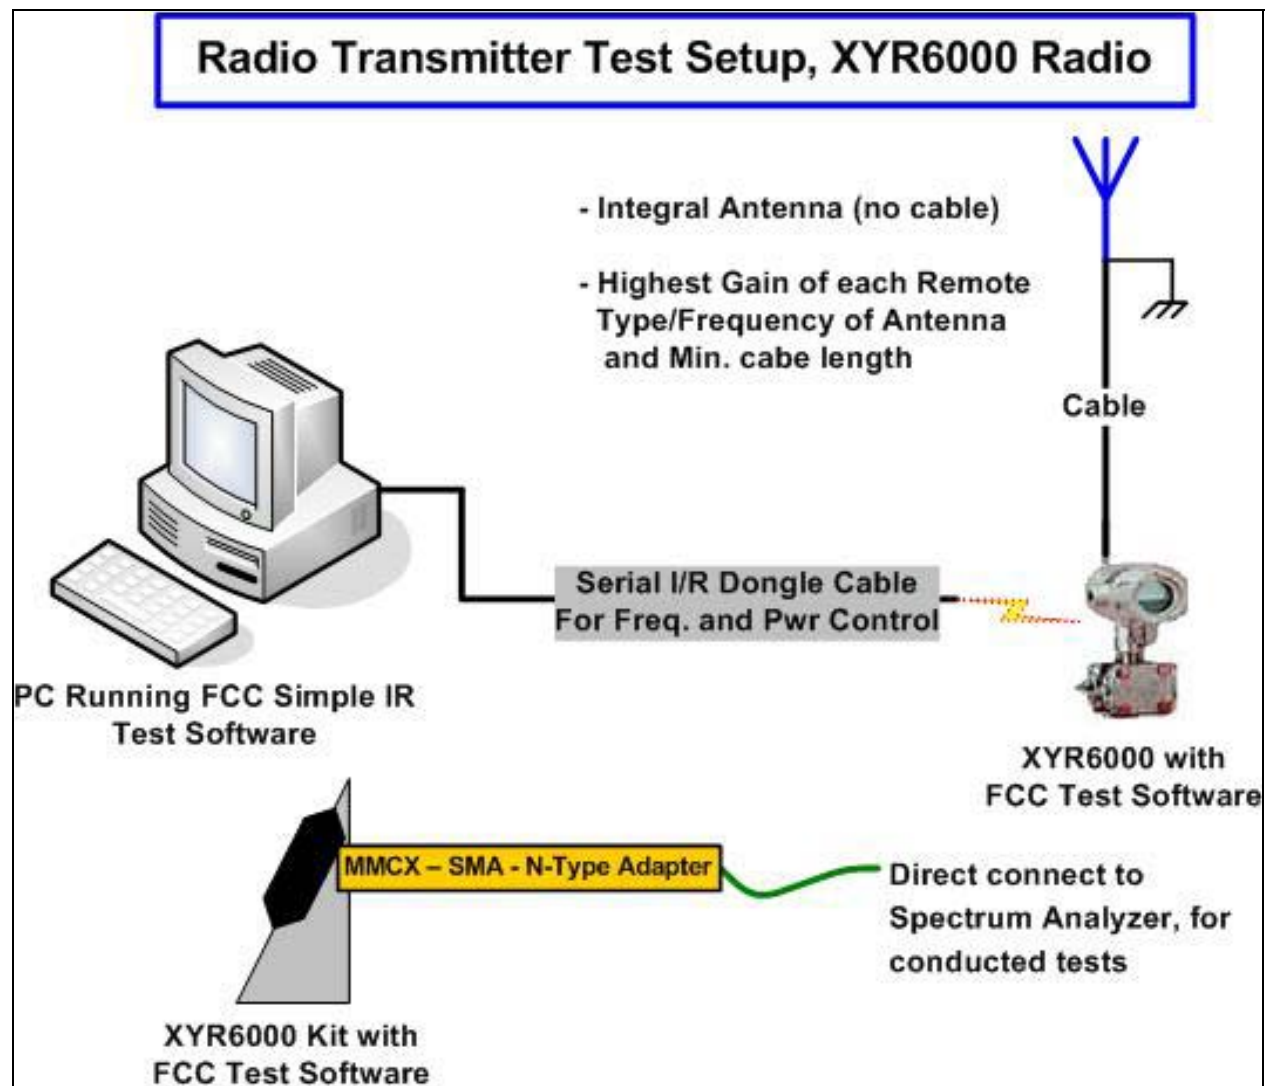 Radio Transmitter Test Setup, XYR6000 Radio
- Integral Antenna (no cable)
- Highest Gain of each Remote
Type/Frequency of Antenna
and Min. cabe length
Cable
Serial I/R Dongle Cable
For Freq. and Pwr Control
PC Running FCC Simple IR
Test Software
XYR6000 with
FCC Test Software
MMCX – SMA - N-Type Adapter
Direct connect to
Spectrum Analyzer, for
conducted tests
XYR6000 Kit with
FCC Test Software